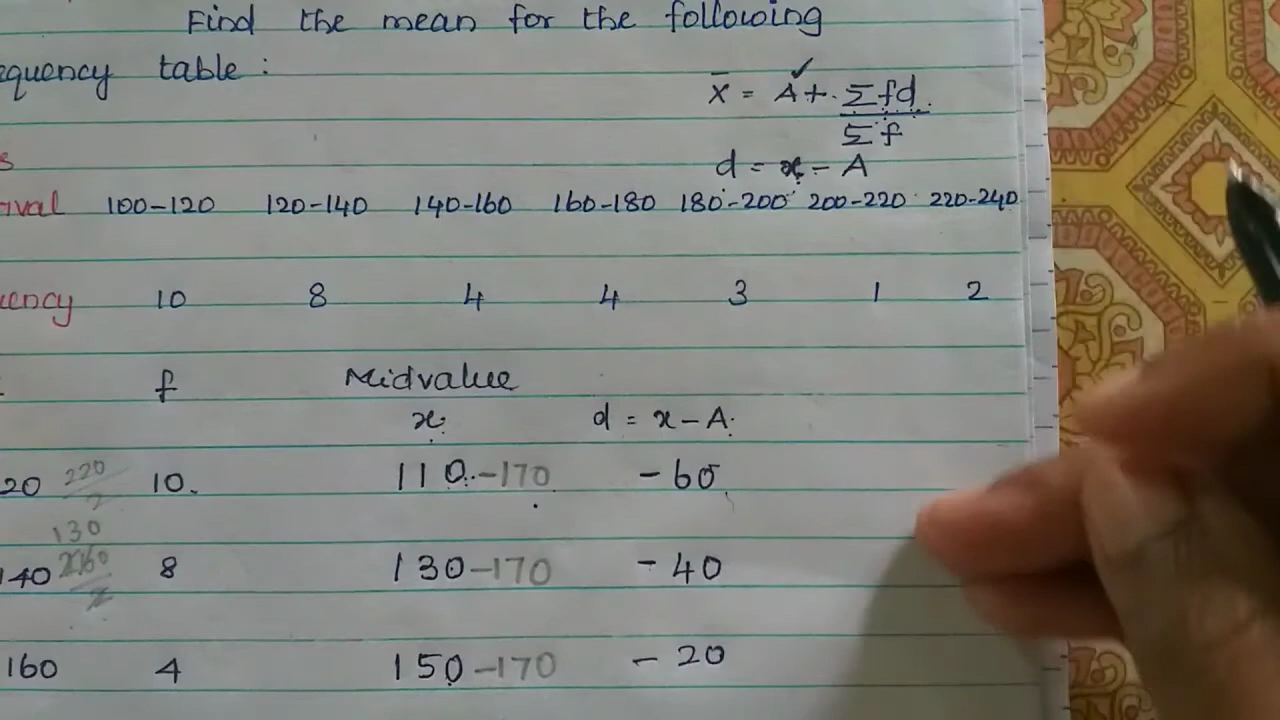 Find the mean for the following
equency table :
x̄ = A + Σfd
Σf
d = x - A
s
rval 100-120 120-140 140-160 160-180 180-200 200-220 220-240
uency 10 8 4 4 3 1 2
f Midvalue
x d = x - A
20 220/2 10 110-170 -60
130
140 260/2 8 130-170 -40
160 4 150-170 -20